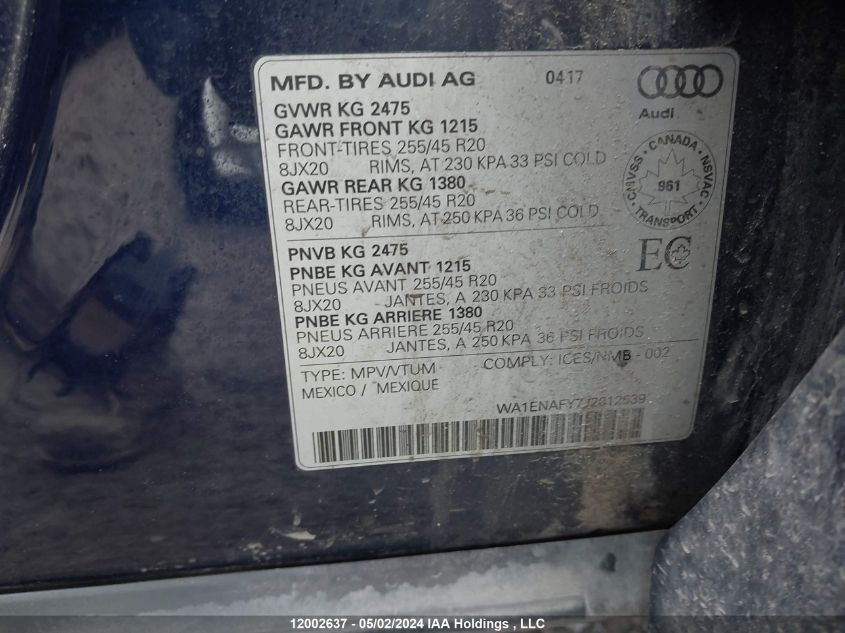 MFD. BY AUDI AG 0417
Audi
GVWR KG 2475
GAWR FRONT KG 1215
FRONT-TIRES 255/45 R20
8JX20 RIMS, AT 230 KPA 33 PSI COLD
GAWR REAR KG 1380
REAR-TIRES 255/45 R20
8JX20 RIMS, AT 250 KPA 36 PSI COLD
CMVSS · CANADA · NSVAC · TRANSPORT ·
961
PNVB KG 2475
PNBE KG AVANT 1215
PNEUS AVANT 255/45 R20
8JX20 JANTES, A 230 KPA 33 PSI FROIDS
PNBE KG ARRIERE 1380
PNEUS ARRIERE 255/45 R20
8JX20 JANTES, A 250 KPA 36 PSI FROIDS
EC
TYPE: MPV/VTUM COMPLY: ICES/NMB - 002
MEXICO / MEXIQUE
12002637 - 05/02/2024 IAA Holdings , LLC